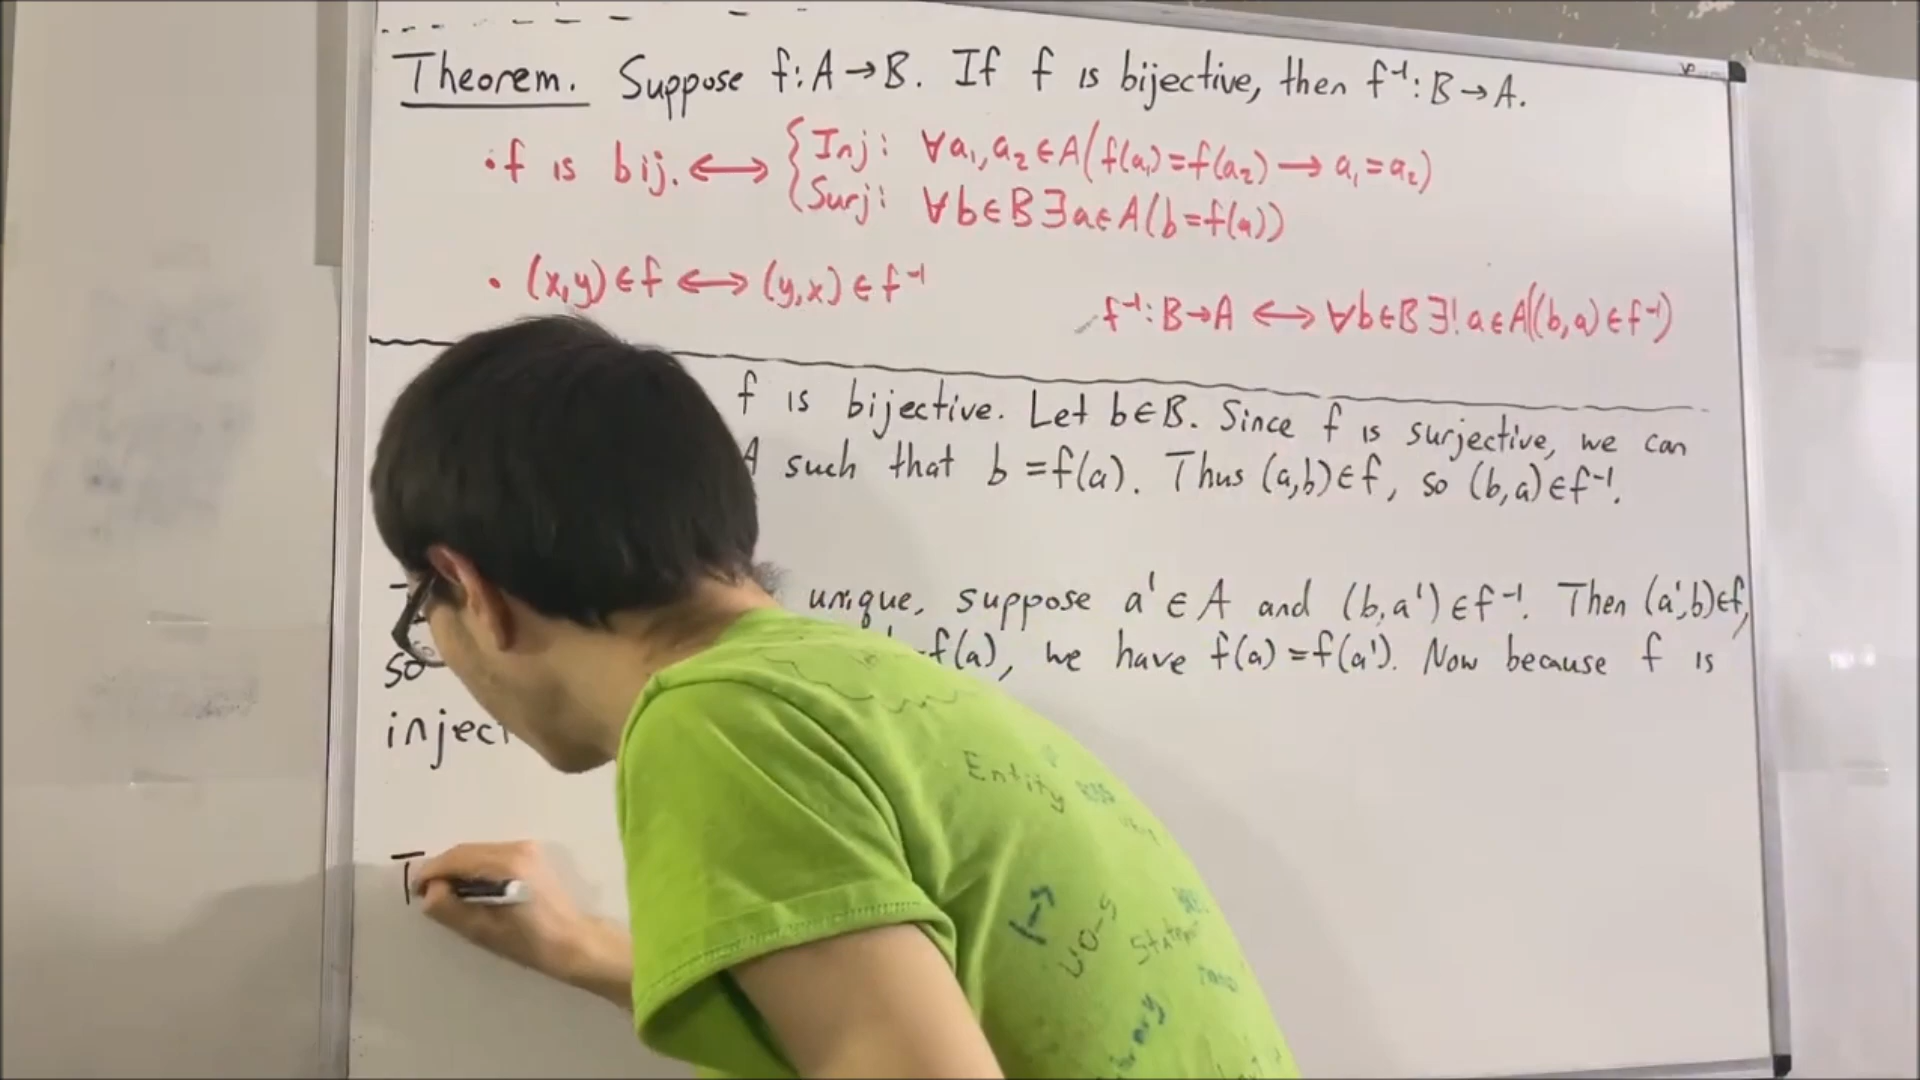 Theorem. Suppose f: A → B. If f is bijective, then f⁻¹: B → A.
• f is bij. ⟷ { Inj: ∀a₁, a₂ ∈ A (f(a₁) = f(a₂) → a₁ = a₂)
Surj: ∀b ∈ B ∃a ∈ A (b = f(a))
• (x,y) ∈ f ⟷ (y,x) ∈ f⁻¹
f⁻¹: B → A ⟷ ∀b ∈ B ∃! a ∈ A ((b,a) ∈ f⁻¹)
f is bijective. Let b ∈ B. Since f is surjective, we can
A such that b = f(a). Thus (a,b) ∈ f, so (b,a) ∈ f⁻¹.
unique, suppose a' ∈ A and (b,a') ∈ f⁻¹. Then (a',b) ∈ f,
so = f(a), we have f(a) = f(a'). Now because f is
inject
T
Entity